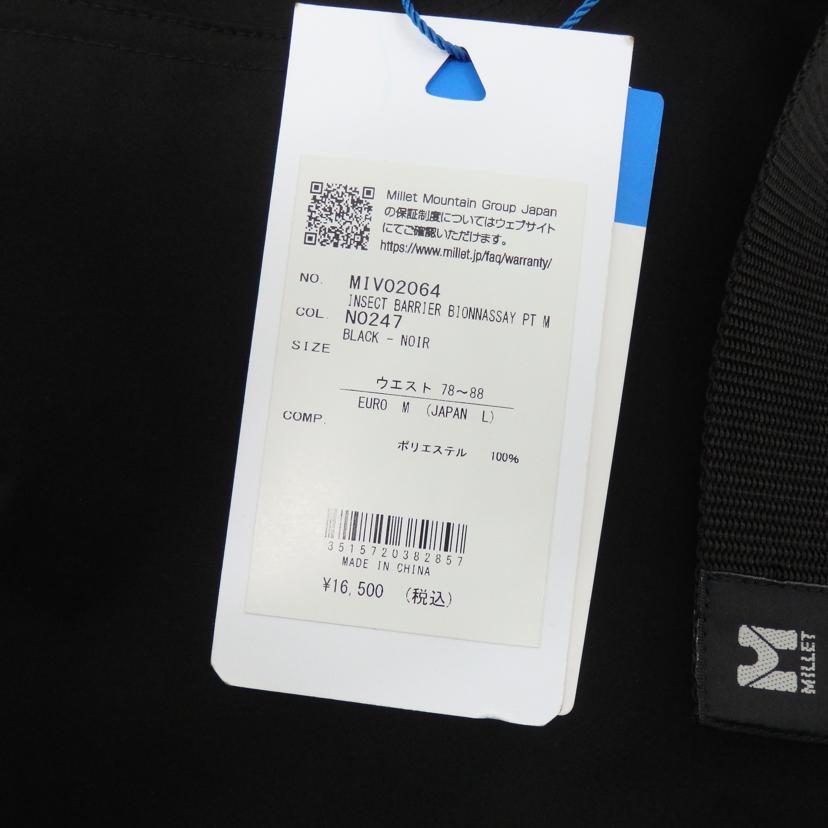 Millet Mountain Group Japan
の保証制度についてはウェブサイト
にてご確認いただけます。
https://www.millet.jp/faq/warranty/
NO. MIV02064
INSECT BARRIER BIONNASSAY PT M
COL. N0247
BLACK - NOIR
SIZE
ウエスト 78〜88
EURO M (JAPAN L)
COMP.
ポリエステル 100%
3515720382857
MADE IN CHINA
¥16,500 (税込)
M
MILLET